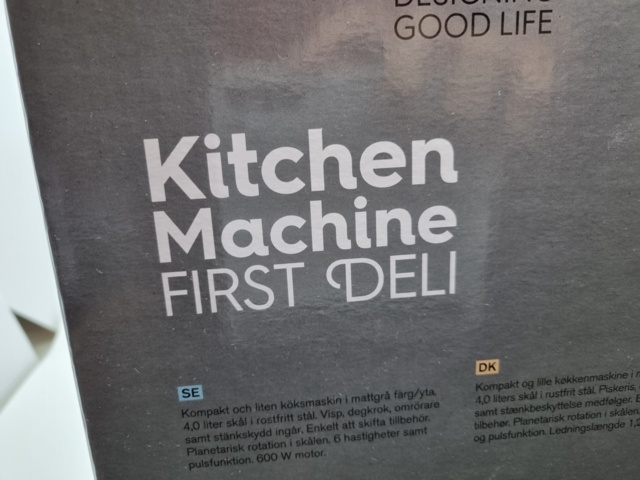 DESIGNING
GOOD LIFE
Kitchen
Machine
FIRST DELI
SE
Kompakt och liten köksmaskin i mattgrå färg/yta.
4,0 liter skål i rostfritt stål. Visp, degkrok, omrörare
samt stänkskydd ingår. Enkelt att skifta tillbehör.
Planetarisk rotation i skålen. 6 hastigheter samt
pulsfunktion. 600 W motor.
DK
Kompakt og lille køkkenmaskine i
4,0 liters skål i rustfrit stål. Piskeris,
samt stænkbeskyttelse medfølger.
tilbehør. Planetarisk rotation i skålen
og pulsfunktion. Ledningslængde 1,2